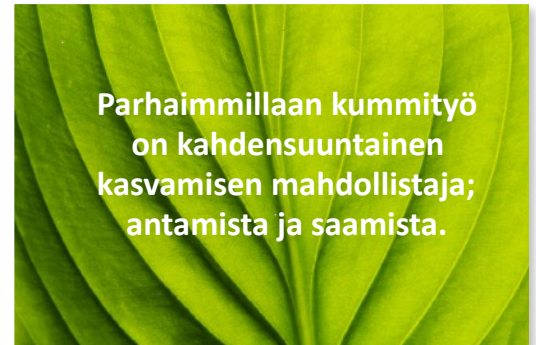 Parhaimmillaan kummityö
on kahdensuuntainen
kasvamisen mahdollistaja;
antamista ja saamista.